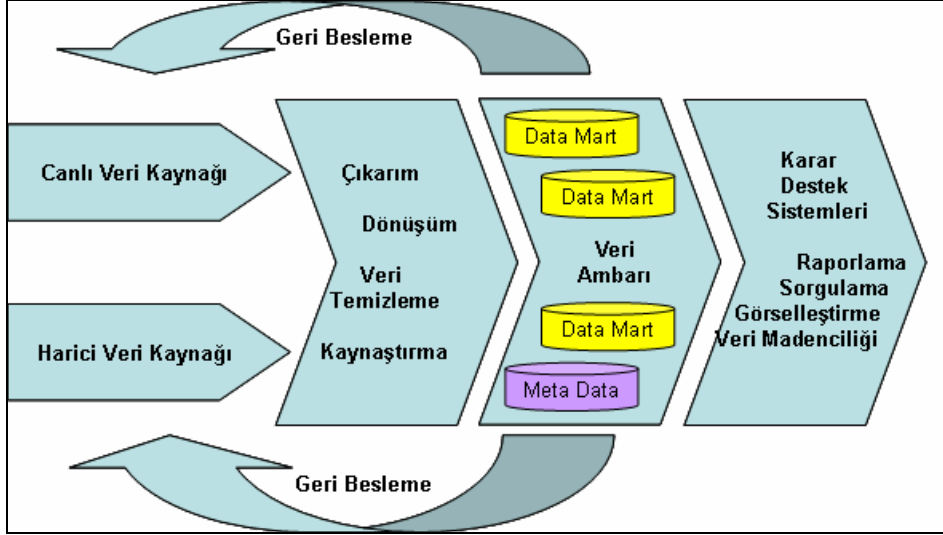 Geri Besleme
Canlı Veri Kaynağı
Harici Veri Kaynağı
Çıkarım
Dönüşüm
Veri
Temizleme
Kaynaştırma
Data Mart
Data Mart
Veri
Ambarı
Data Mart
Meta Data
Karar
Destek
Sistemleri
Raporlama
Sorgulama
Görselleştirme
Veri Madenciliği
Geri Besleme